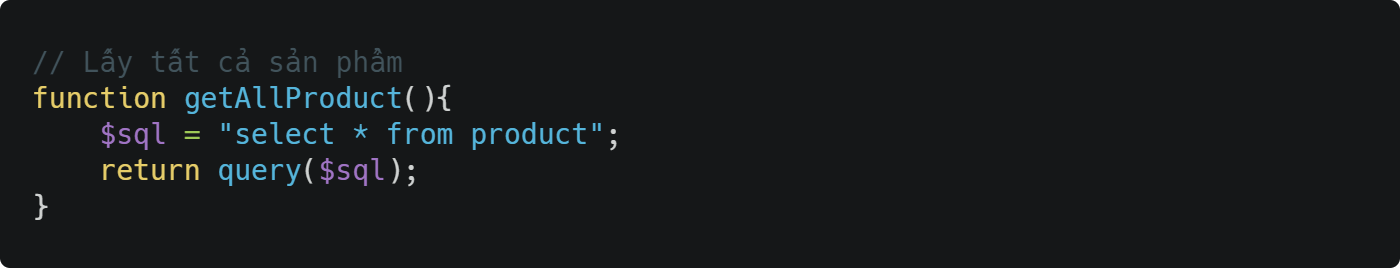 // Lấy tất cả sản phẩm
function getAllProduct(){
    $sql = "select * from product";
    return query($sql);
}